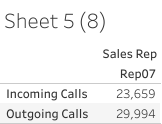 Sheet 5 (8)
Sales Rep
Rep07
Incoming Calls 23,659
Outgoing Calls 29,994